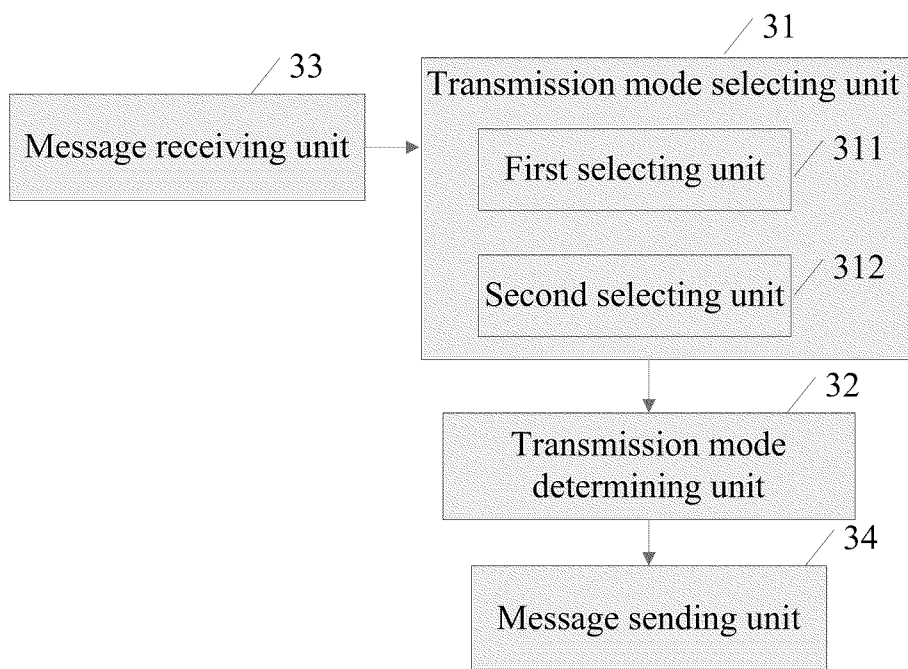 31
33
Transmission mode selecting unit
Message receiving unit
311
First selecting unit
312
Second selecting unit
32
Transmission mode
determining unit
34
Message sending unit